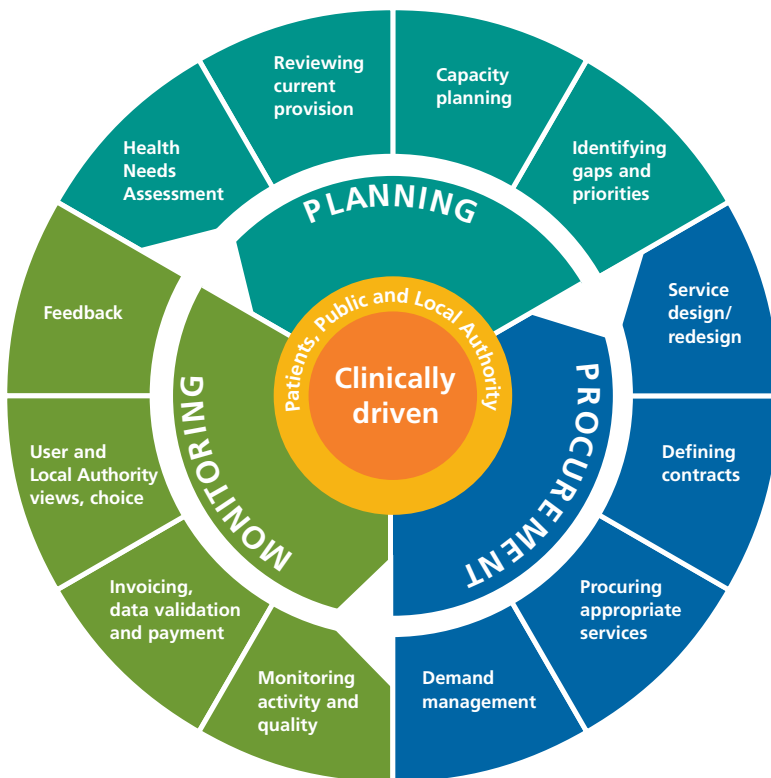 Reviewing
current
provision
Capacity
planning
Identifying
gaps and
priorities
Health
Needs
Assessment
PLANNING
Service
design/
redesign
Defining
contracts
Procuring
appropriate
services
Demand
management
PROCUREMENT
Monitoring
activity and
quality
Invoicing,
data validation
and payment
User and
Local Authority
views, choice
Feedback
MONITORING
Patients, Public and Local Authority
Clinically
driven